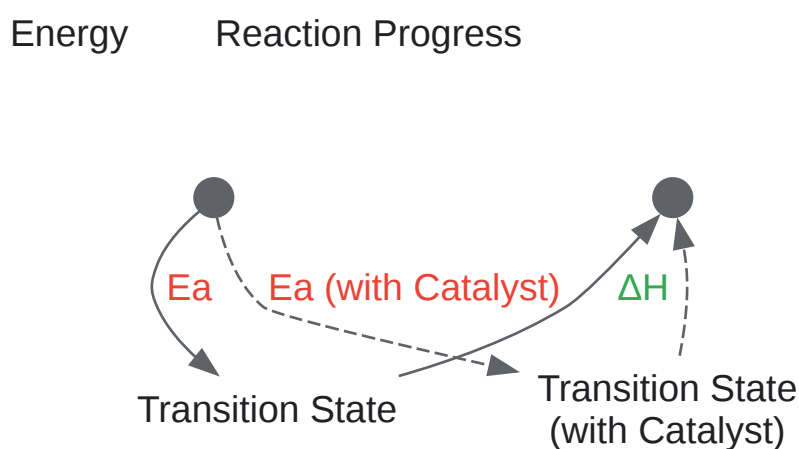 Energy
Reaction Progress
Ea
Ea (with Catalyst)
ΔH
Transition State
Transition State
(with Catalyst)